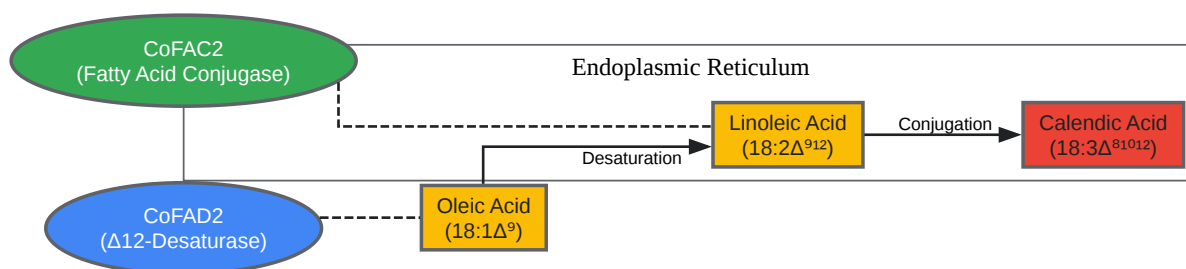 CoFAC2
(Fatty Acid Conjugase)
Endoplasmic Reticulum
Linoleic Acid
(18:2Δ⁹¹²)
Conjugation
Calendic Acid
(18:3Δ⁸¹⁰¹²)
Desaturation
CoFAD2
(Δ12-Desaturase)
Oleic Acid
(18:1Δ⁹)